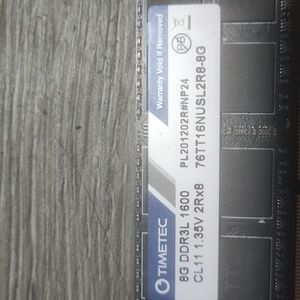 TIMETEC
Warranty Void if Removed
8G DDR3L 1600
CL11 1.35V 2Rx8
PL201202R#NP24
76TT16NUSL2R8-8G